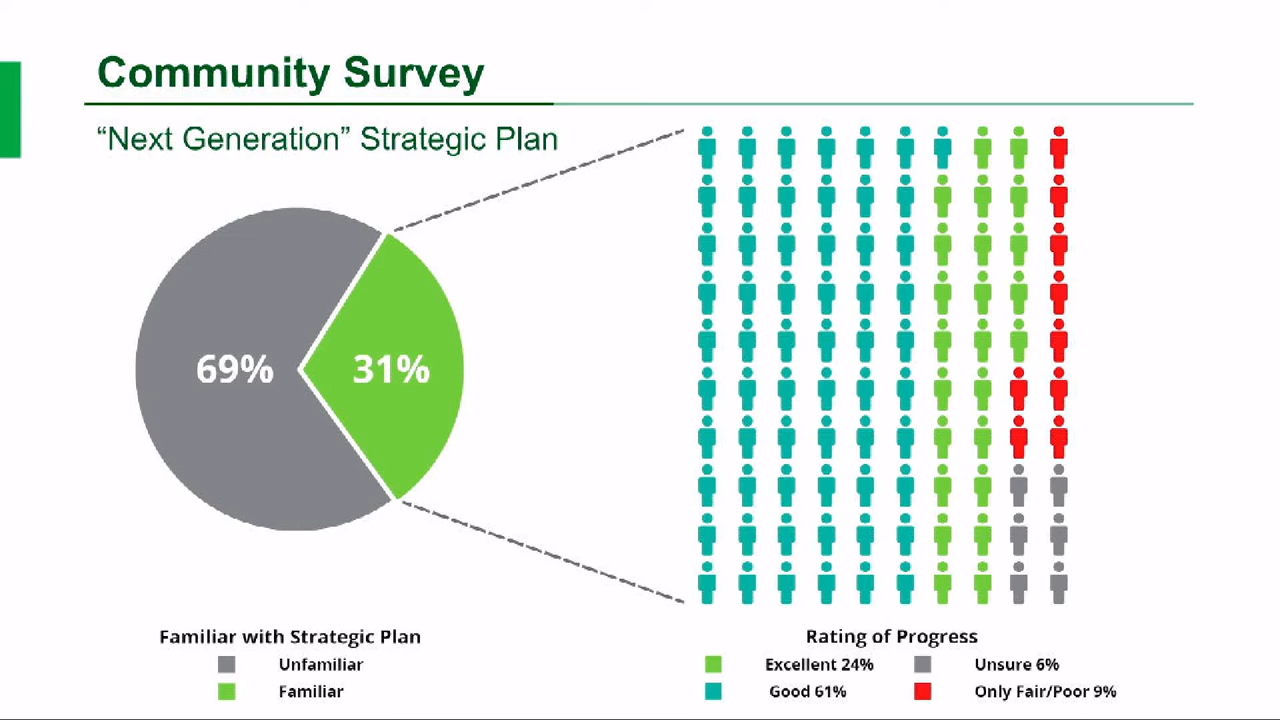 Community Survey
“Next Generation” Strategic Plan
69%
31%
Familiar with Strategic Plan
Unfamiliar
Familiar
Rating of Progress
Excellent 24%
Unsure 6%
Good 61%
Only Fair/Poor 9%